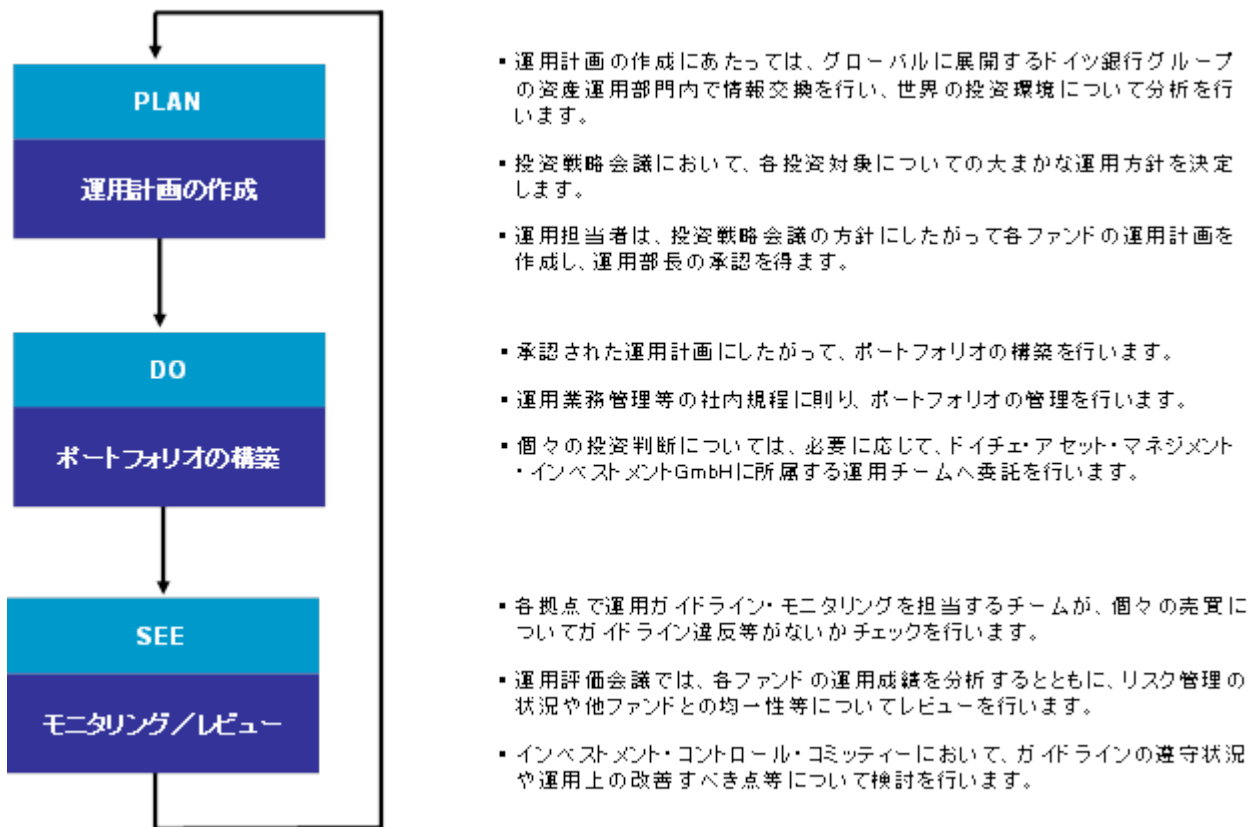 PLAN
運用計画の作成
▪ 運用計画の作成にあたっては、グローバルに展開するドイツ銀行グループ
の資産運用部門内で情報交換を行い、世界の投資環境について分析を行
います。
▪ 投資戦略会議において、各投資対象についての大まかな運用方針を決定
します。
▪ 運用担当者は、投資戦略会議の方針にしたがって各ファンドの運用計画を
作成し、運用部長の承認を得ます。
DO
ポートフォリオの構築
▪ 承認された運用計画にしたがって、ポートフォリオの構築を行います。
▪ 運用業務管理等の社内規程に則り、ポートフォリオの管理を行います。
▪ 個々の投資判断については、必要に応じて、ドイチェ・アセット・マネジメント
・インベストメントGmbHに所属する運用チームへ委託を行います。
SEE
モニタリング／レビュー
▪ 各拠点で運用ガイドライン・モニタリングを担当するチームが、個々の売買に
ついてガイドライン違反等がないかチェックを行います。
▪ 運用評価会議では、各ファンドの運用成績を分析するとともに、リスク管理の
状況や他ファンドとの均一性等についてレビューを行います。
▪ インベストメント・コントロール・コミッティーにおいて、ガイドラインの遵守状況
や運用上の改善すべき点等について検討を行います。